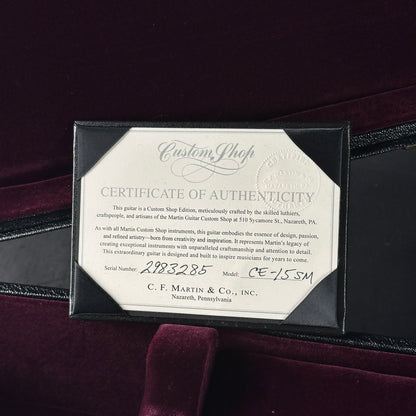 Custom Shop
CERTIFICATE OF AUTHENTICITY
This guitar is a Custom Shop Edition, meticulously crafted by the skilled luthiers,
craftspeople, and artisans of the Martin Guitar Custom Shop at 510 Sycamore St., Nazareth, PA.
As with all Martin Custom Shop instruments, this guitar embodies the essence of design, passion,
and refined artistry—born from creativity and inspiration. It represents Martin's legacy of
creating exceptional instruments with unparalleled craftsmanship and attention to detail.
This extraordinary guitar is designed and built to inspire musicians for years to come.
Serial Number: 2983285 Model: CE-15SM
C. F. MARTIN & CO., INC.
Nazareth, Pennsylvania